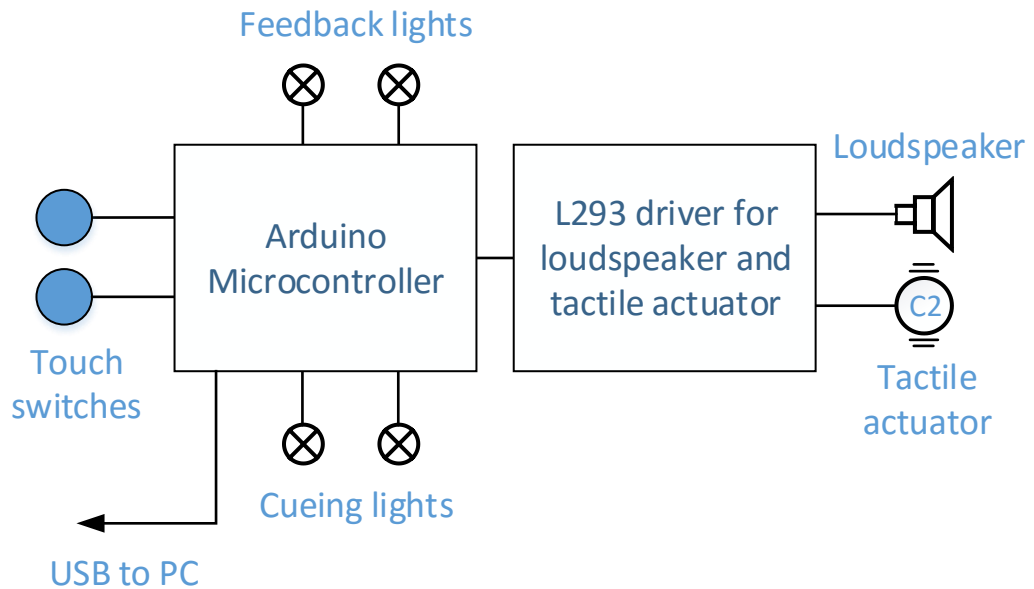 Feedback lights
Loudspeaker
Arduino
Microcontroller
L293 driver for
loudspeaker and
tactile actuator
C2
Touch
switches
Tactile
actuator
Cueing lights
USB to PC